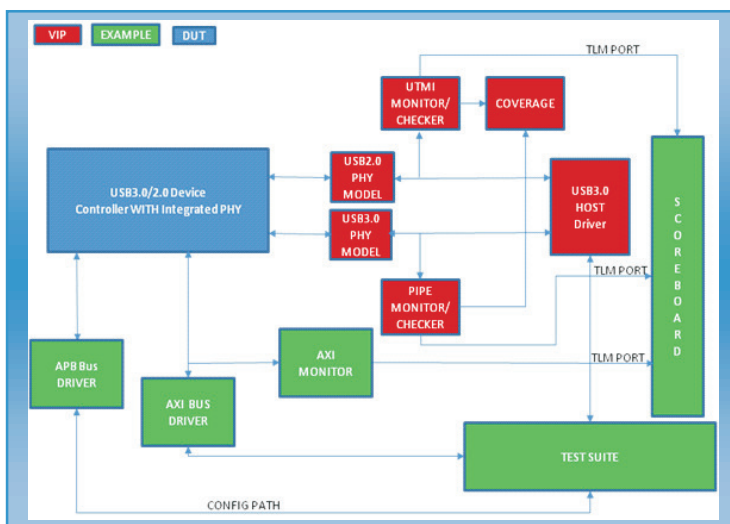 VIP
EXAMPLE
DUT
TLM PORT
UTMI
MONITOR/
CHECKER
COVERAGE
USB2.0
PHY
MODEL
USB3.0/2.0 Device
Controller WITH Integrated PHY
USB3.0
HOST
Driver
USB3.0
PHY
MODEL
S
C
O
R
E
B
O
A
R
D
TLM PORT
PIPE
MONITOR/
CHECKER
APB Bus
DRIVER
AXI
MONITOR
TLM PORT
AXI BUS
DRIVER
TEST SUITE
CONFIG PATH